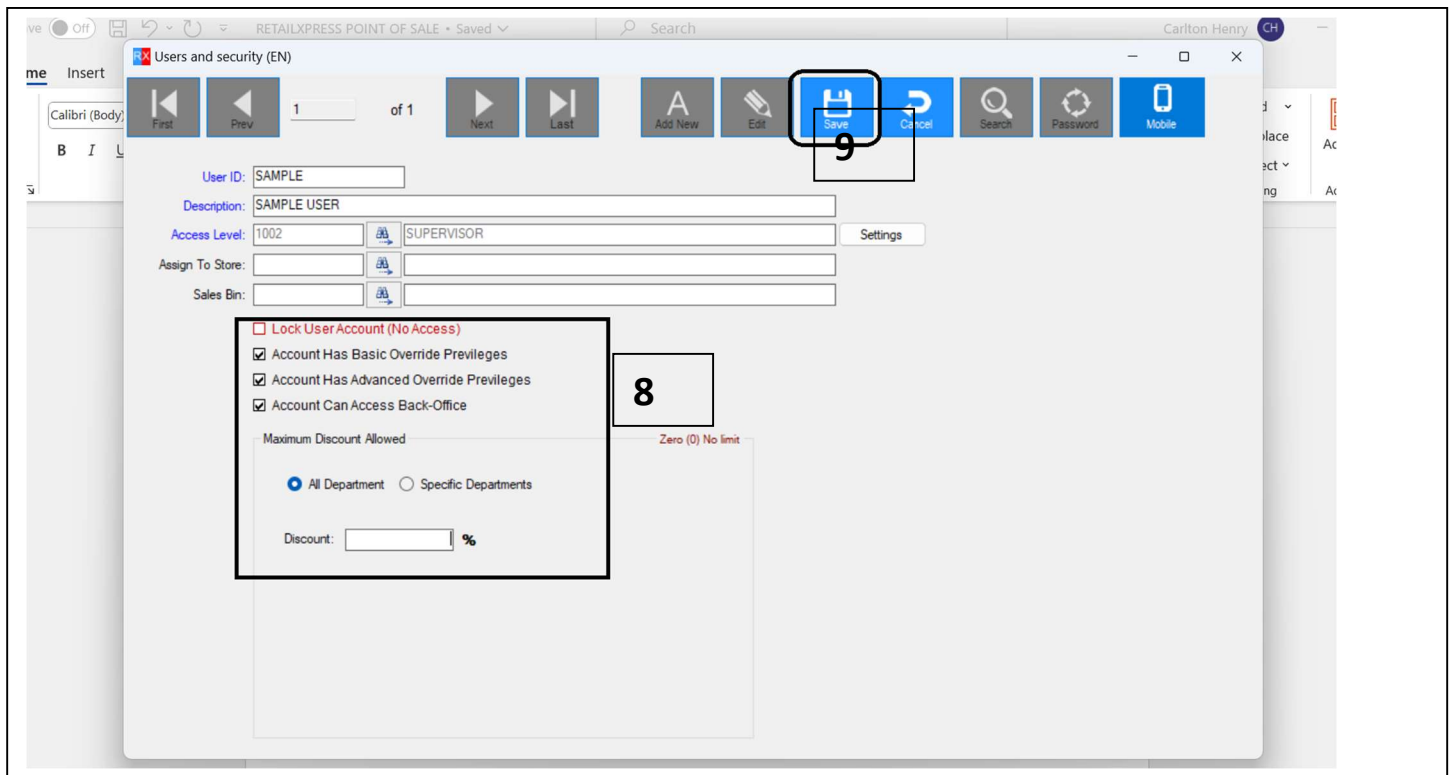 ve Off RETAILXPRESS POINT OF SALE • Saved Search Carlton Henry CH
RX Users and security (EN)
me Insert
First Prev 1 of 1 Next Last A Add New Edit Save Cancel Search Password Mobile
Calibri (Body)
B I U
9
User ID: SAMPLE
Description: SAMPLE USER
Access Level: 1002 SUPERVISOR Settings
Assign To Store:
Sales Bin:
Lock User Account (No Access)
Account Has Basic Override Previleges
Account Has Advanced Override Previleges
Account Can Access Back-Office
8
Maximum Discount Allowed Zero (0) No limit
All Department Specific Departments
Discount: %